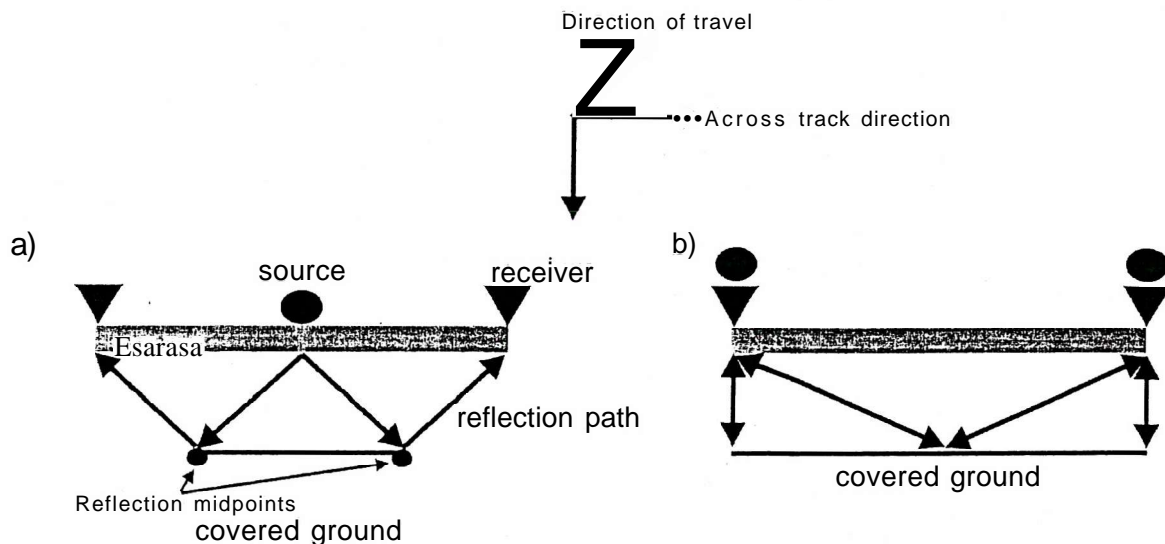 Direction of travel
Z
Across track direction
a)
b)
source
receiver
Esarasa
reflection path
Reflection midpoints
covered ground
covered ground